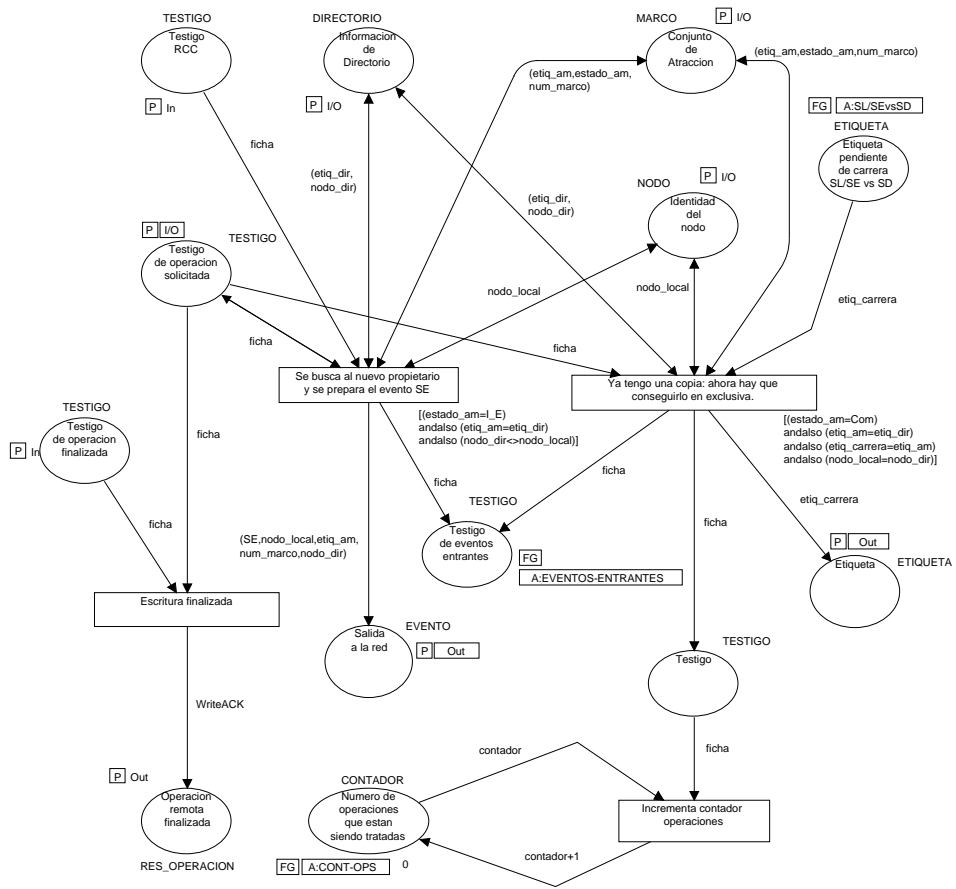 TESTIGO
Testigo
RCC
P In
DIRECTORIO
Informacion
de
Directorio
P I/O
MARCO
P I/O
Conjunto
de
Atraccion
(etiq_am,estado_am,num_marco)
(etiq_am,estado_am,
num_marco)
FG A:SL/SEvsSD
ETIQUETA
Etiqueta
pendiente
de carrera
SL/SE vs SD
ficha
(etiq_dir,
nodo_dir)
(etiq_dir,
nodo_dir)
NODO
P I/O
Identidad
del
nodo
P I/O
TESTIGO
Testigo
de operacion
solicitada
nodo_local
nodo_local
etiq_carrera
ficha
ficha
Se busca al nuevo propietario
y se prepara el evento SE
Ya tengo una copia: ahora hay que
conseguirlo en exclusiva.
[(estado_am=I_E)
andalso (etiq_am=etiq_dir)
andalso (nodo_dir<>nodo_local)]
[(estado_am=Com)
andalso (etiq_am=etiq_dir)
andalso (etiq_carrera=etiq_am)
andalso (nodo_local=nodo_dir)]
TESTIGO
Testigo
de operacion
finalizada
P In
ficha
ficha
ficha
etiq_carrera
TESTIGO
Testigo
de eventos
entrantes
FG
A:EVENTOS-ENTRANTES
ficha
ficha
(SE,nodo_local,etiq_am,
num_marco,nodo_dir)
P Out
Etiqueta
ETIQUETA
Escritura finalizada
Salida
a la red
EVENTO
P Out
TESTIGO
Testigo
WriteACK
ficha
contador
P Out
Operacion
remota
finalizada
RES_OPERACION
CONTADOR
Numero de
operaciones
que estan
siendo tratadas
FG A:CONT-OPS 0
Incrementa contador
operaciones
contador+1